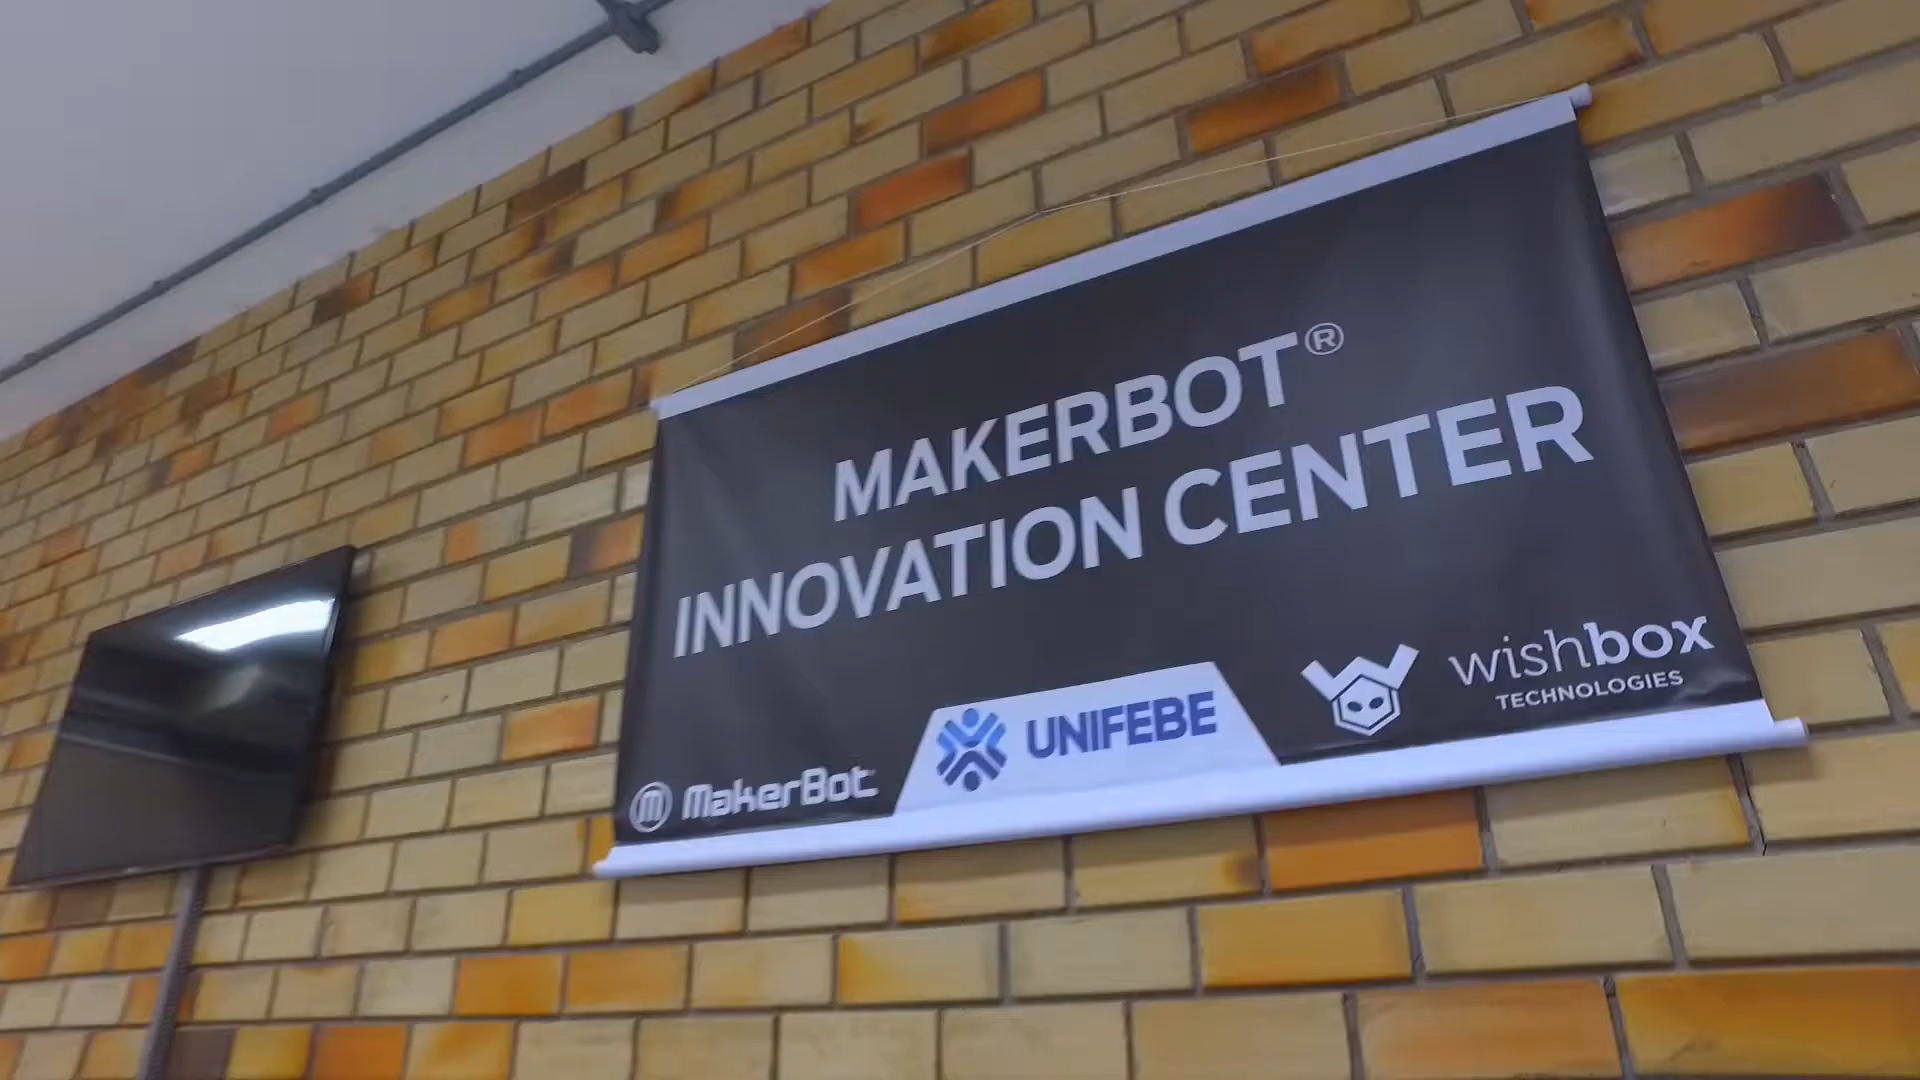 MAKERBOT®
INNOVATION CENTER
MakerBot
UNIFEBE
wishbox
TECHNOLOGIES